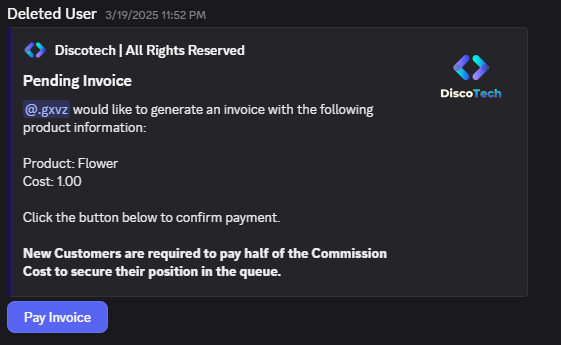 Deleted User 3/19/2025 11:52 PM
Discotech | All Rights Reserved
DiscoTech
Pending Invoice
@.gxvz would like to generate an invoice with the following
product information:
Product: Flower
Cost: 1.00
Click the button below to confirm payment.
New Customers are required to pay half of the Commission
Cost to secure their position in the queue.
Pay Invoice